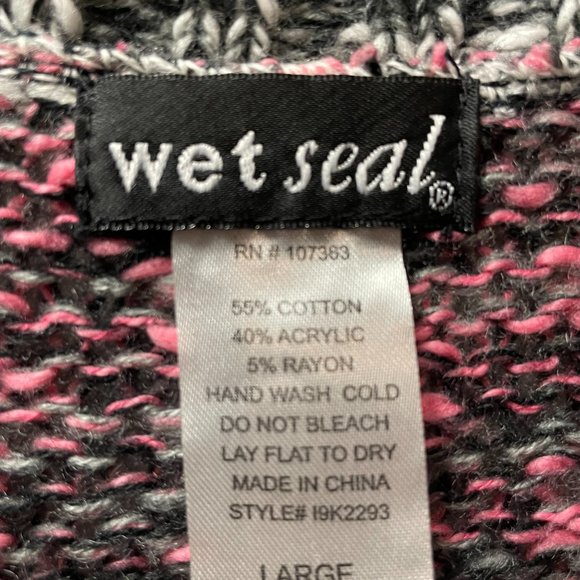 wet seal®
RN # 107363
55% COTTON
40% ACRYLIC
5% RAYON
HAND WASH COLD
DO NOT BLEACH
LAY FLAT TO DRY
MADE IN CHINA
STYLE# I9K2293
LARGE